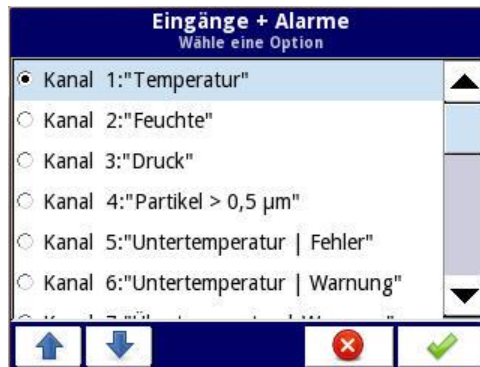 Eingänge + Alarme
Wähle eine Option
Kanal 1:"Temperatur"
Kanal 2:"Feuchte"
Kanal 3:"Druck"
Kanal 4:"Partikel > 0,5 µm"
Kanal 5:"Untertemperatur | Fehler"
Kanal 6:"Untertemperatur | Warnung"